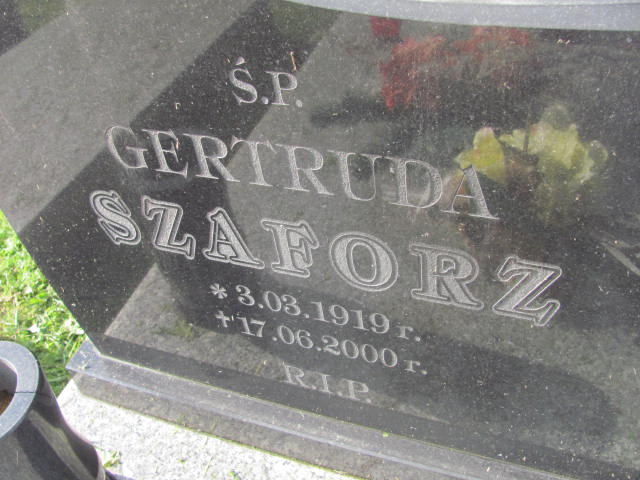 Ś.P.
GERTRUDA
SZAFORZ
* 3.03.1919 r.
✝ 17.06.2000 r.
R.I.P.